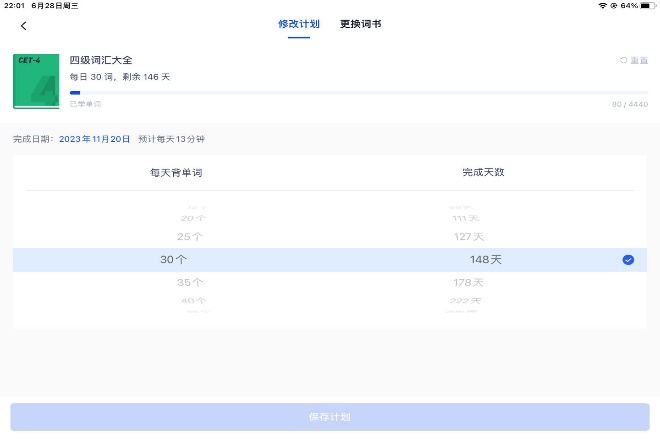 22:01 6月28日周三
64%
修改计划 更换词书
CET-4
四级词汇大全
重置
每日 30 词，剩余 146 天
已学单词
80 / 4440
完成日期： 2023年11月20日 预计每天13分钟
每天背单词 完成天数
20个 111天
25个 127天
30个 148天
35个 178天
40个 222天
保存计划